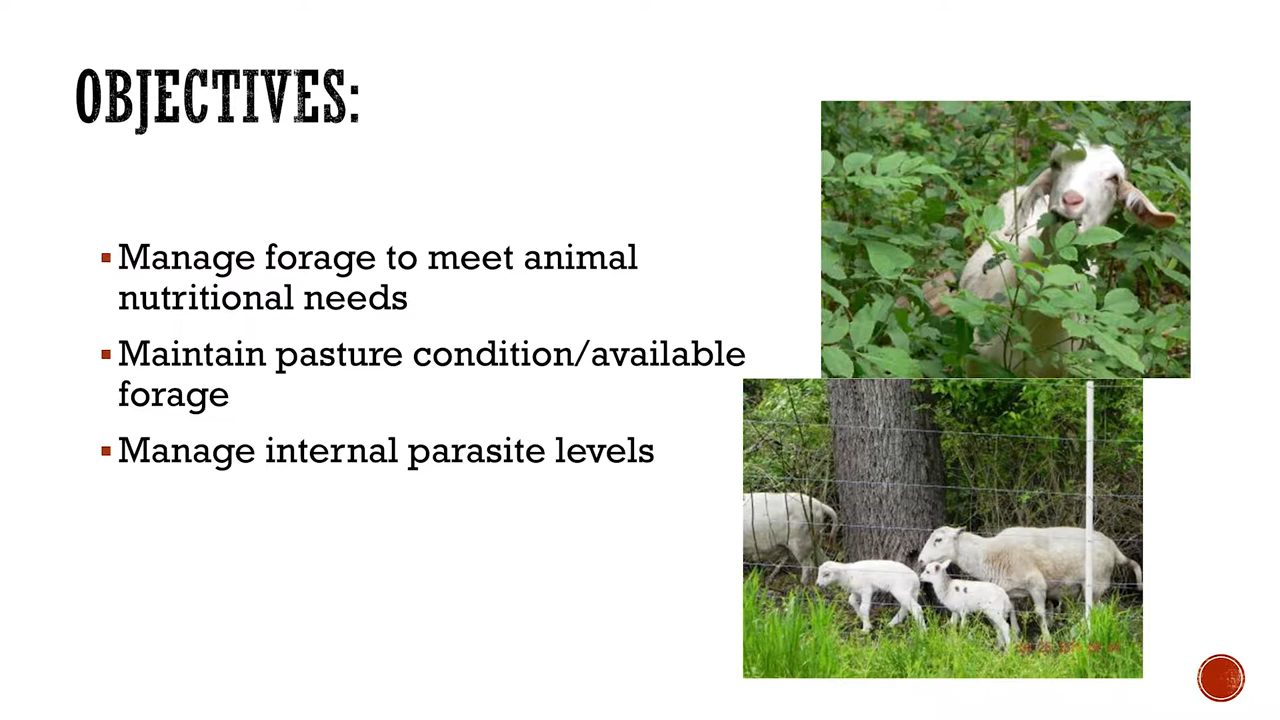 OBJECTIVES:
Manage forage to meet animal
nutritional needs
Maintain pasture condition/available
forage
Manage internal parasite levels